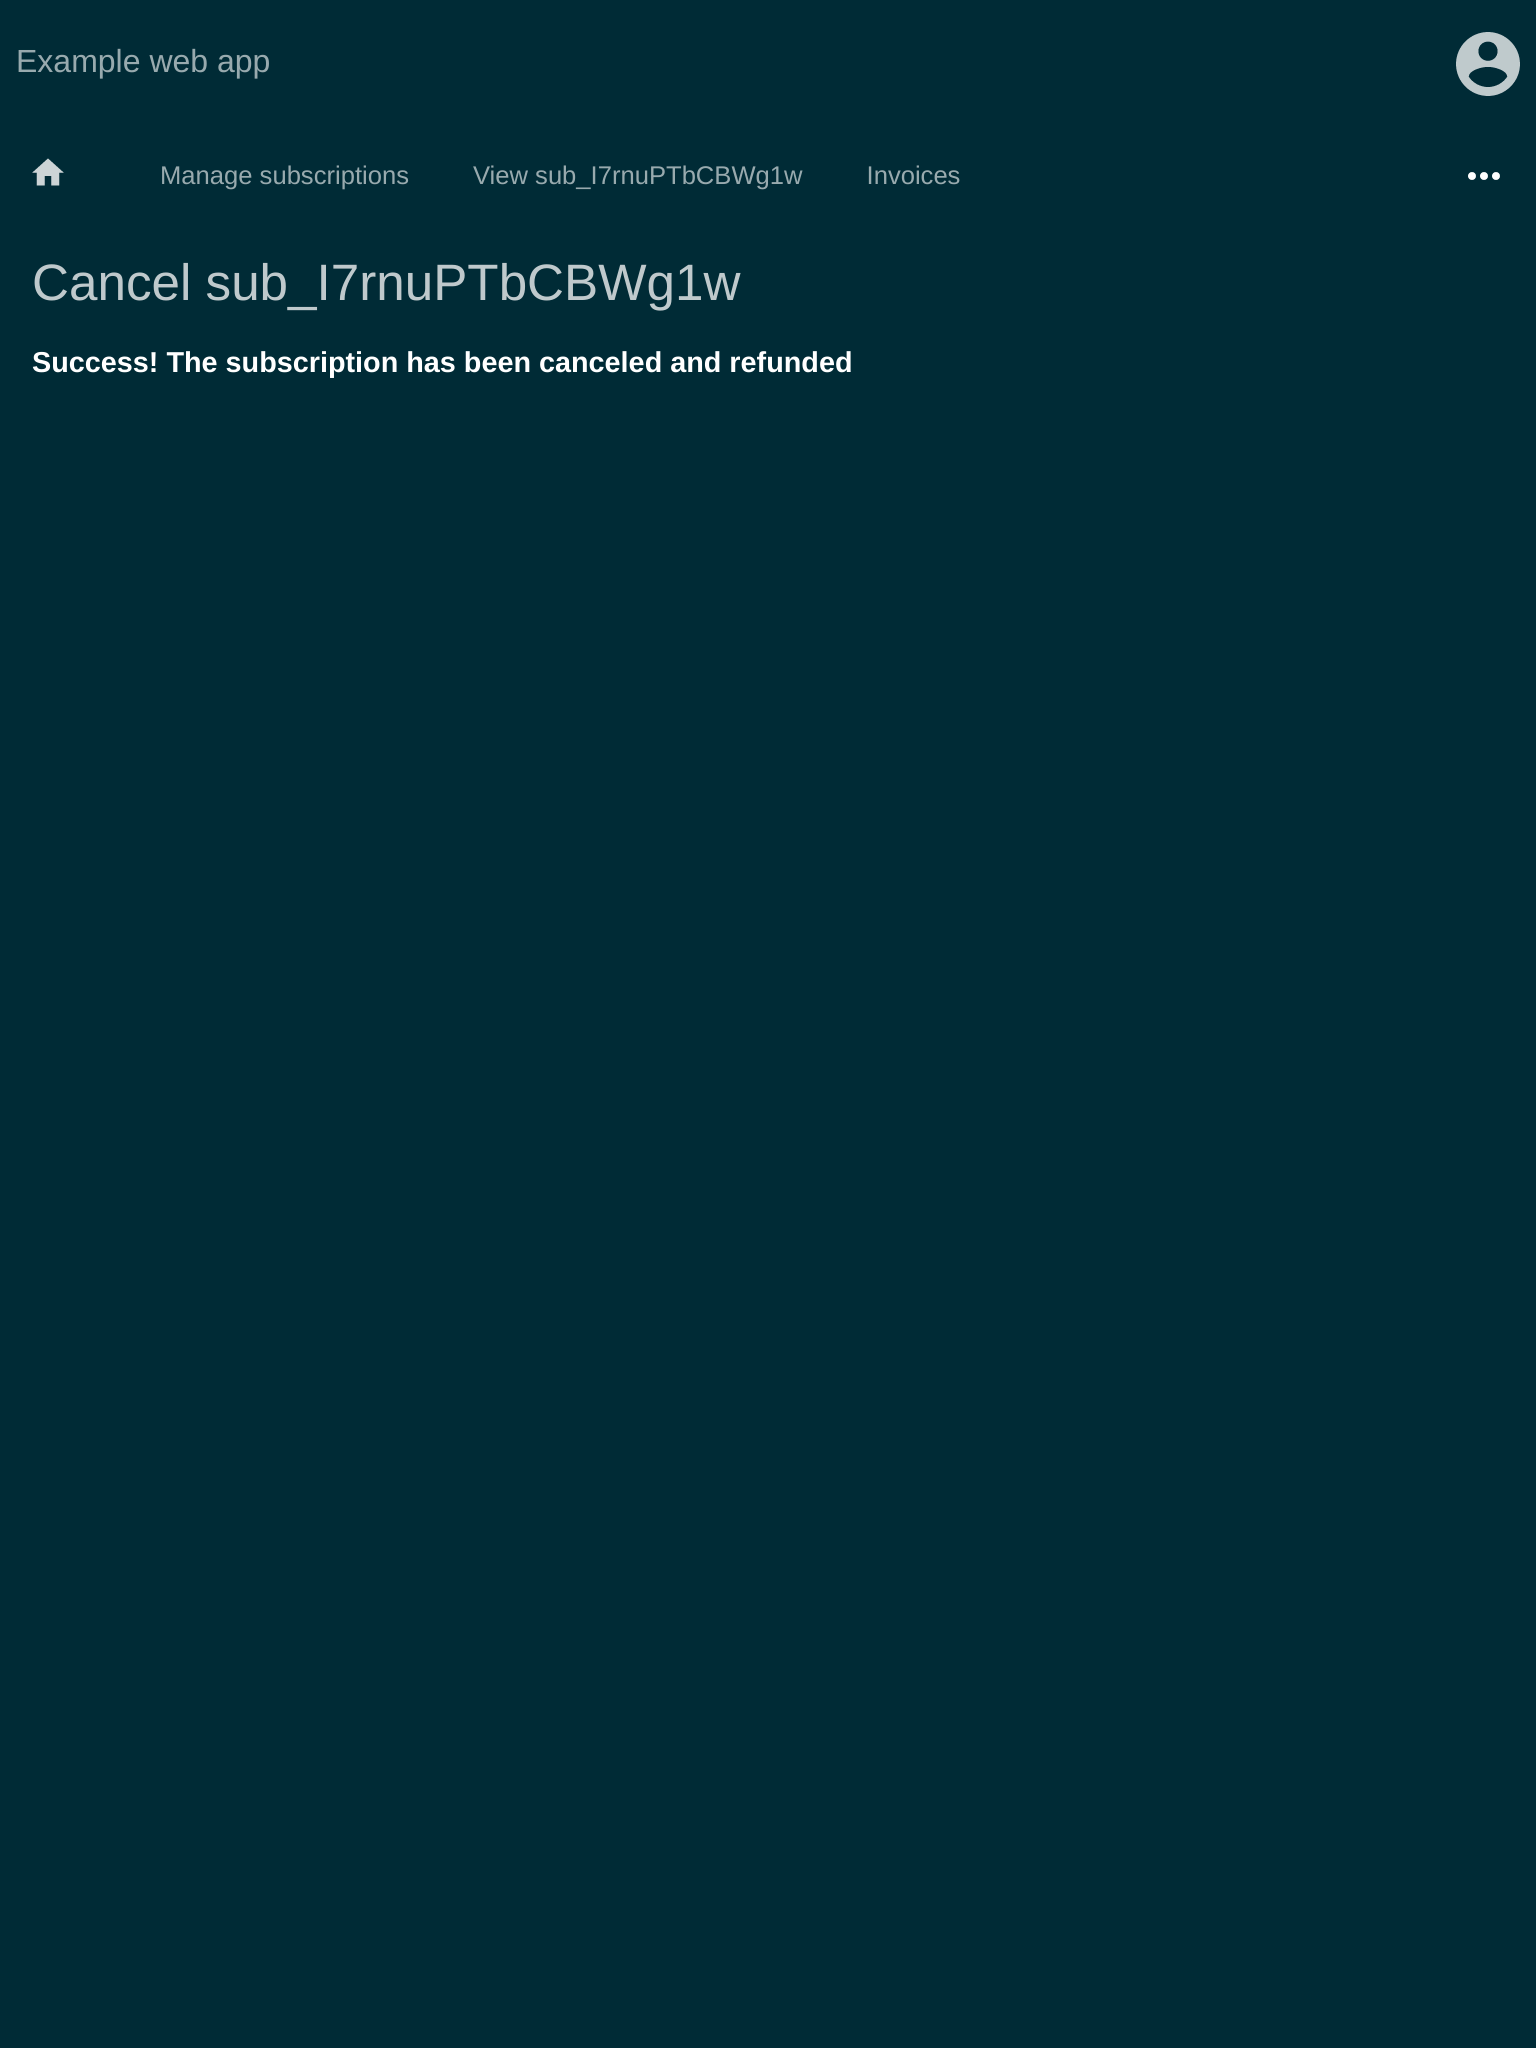 Example web app
Manage subscriptions View sub_I7rnuPTbCBWg1w Invoices
Cancel sub_I7rnuPTbCBWg1w
Success! The subscription has been canceled and refunded